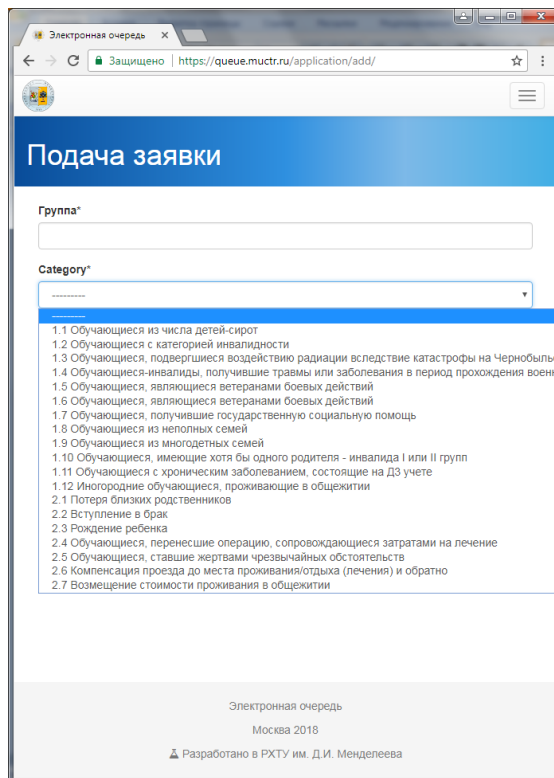 Электронная очередь
Защищено | https://queue.muctr.ru/application/add/
Подача заявки
Группа*
Category*
---------
---------
1.1 Обучающиеся из числа детей-сирот
1.2 Обучающиеся с категорией инвалидности
1.3 Обучающиеся, подвергшиеся воздействию радиации вследствие катастрофы на Чернобыль
1.4 Обучающиеся-инвалиды, получившие травмы или заболевания в период прохождения воен
1.5 Обучающиеся, являющиеся ветеранами боевых действий
1.6 Обучающиеся, являющиеся ветеранами боевых действий
1.7 Обучающиеся, получившие государственную социальную помощь
1.8 Обучающиеся из неполных семей
1.9 Обучающиеся из многодетных семей
1.10 Обучающиеся, имеющие хотя бы одного родителя - инвалида I или II групп
1.11 Обучающиеся с хроническим заболеванием, состоящие на ДЗ учете
1.12 Иногородние обучающиеся, проживающие в общежитии
2.1 Потеря близких родственников
2.2 Вступление в брак
2.3 Рождение ребенка
2.4 Обучающиеся, перенесшие операцию, сопровождающиеся затратами на лечение
2.5 Обучающиеся, ставшие жертвами чрезвычайных обстоятельств
2.6 Компенсация проезда до места проживания/отдыха (лечения) и обратно
2.7 Возмещение стоимости проживания в общежитии
Электронная очередь
Москва 2018
Разработано в РХТУ им. Д.И. Менделеева